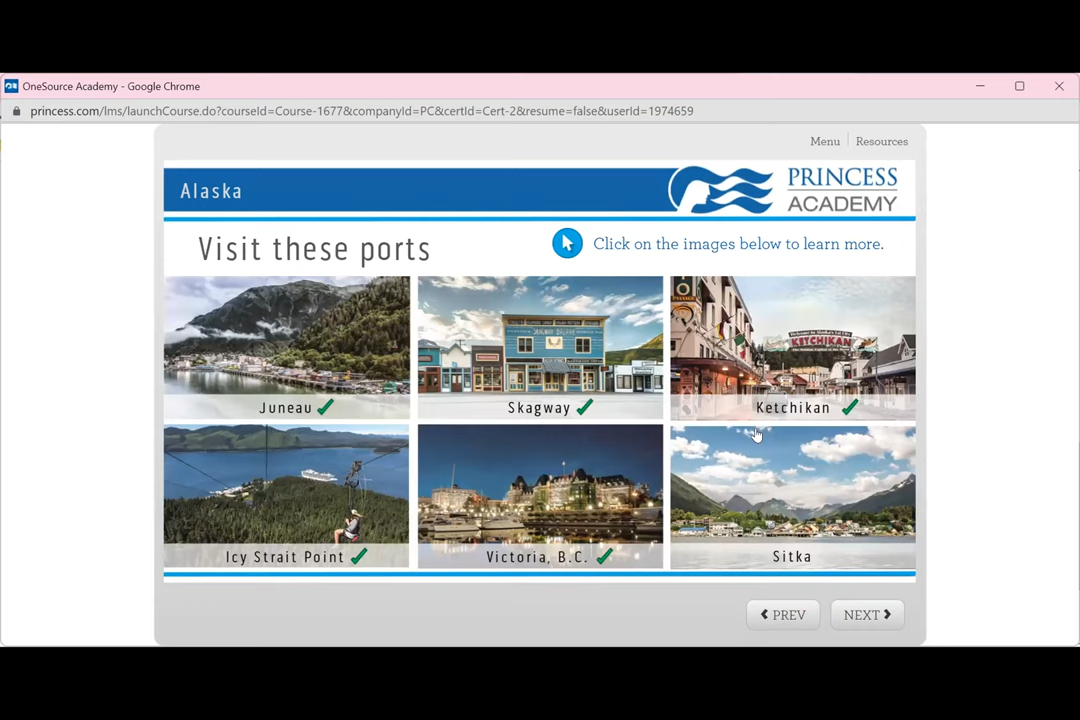 OneSource Academy - Google Chrome
princess.com/lms/launchCourse.do?courseId=Course-1677&companyId=PC&certId=Cert-2&resume=false&userId=1974659
Menu
Resources
Alaska
PRINCESS
ACADEMY
Visit these ports
Click on the images below to learn more.
KETCHIKAN
Juneau
Skagway
Ketchikan
Icy Strait Point
Victoria, B.C.
Sitka
PREV
NEXT